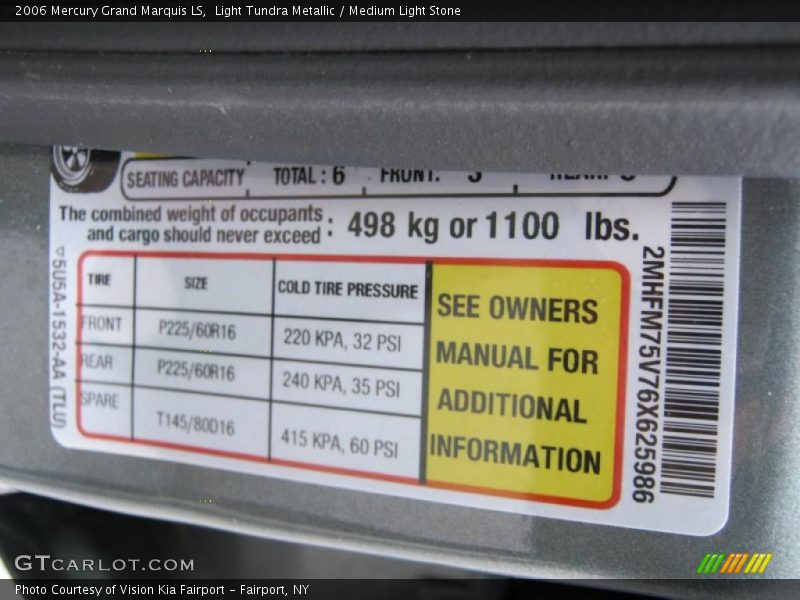 2006 Mercury Grand Marquis LS,  Light Tundra Metallic / Medium Light Stone
SEATING CAPACITY TOTAL: 6 FRONT: 3 REAR: 3
The combined weight of occupants
and cargo should never exceed : 498 kg or 1100 lbs.
TIRE SIZE COLD TIRE PRESSURE
FRONT P225/60R16 220 KPA, 32 PSI
REAR P225/60R16 240 KPA, 35 PSI
SPARE T145/80D16 415 KPA, 60 PSI
SEE OWNERS
MANUAL FOR
ADDITIONAL
INFORMATION
5U5A-1532-AA (TLU)
2MHFM75V76X625986
GTCARLOT.COM
Photo Courtesy of Vision Kia Fairport - Fairport, NY